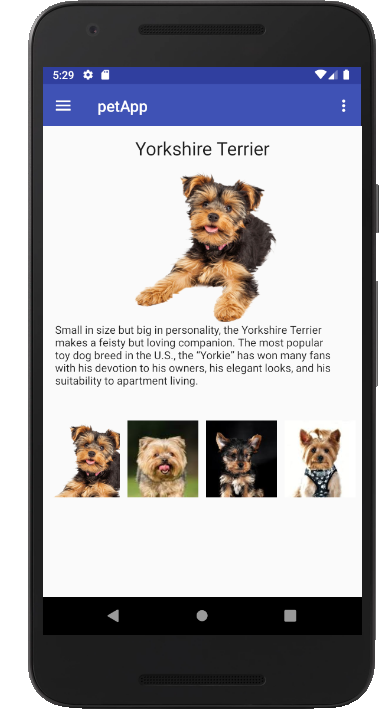 5:29
petApp
Yorkshire Terrier
Small in size but big in personality, the Yorkshire Terrier
makes a feisty but loving companion. The most popular
toy dog breed in the U.S., the “Yorkie” has won many fans
with his devotion to his owners, his elegant looks, and his
suitability to apartment living.